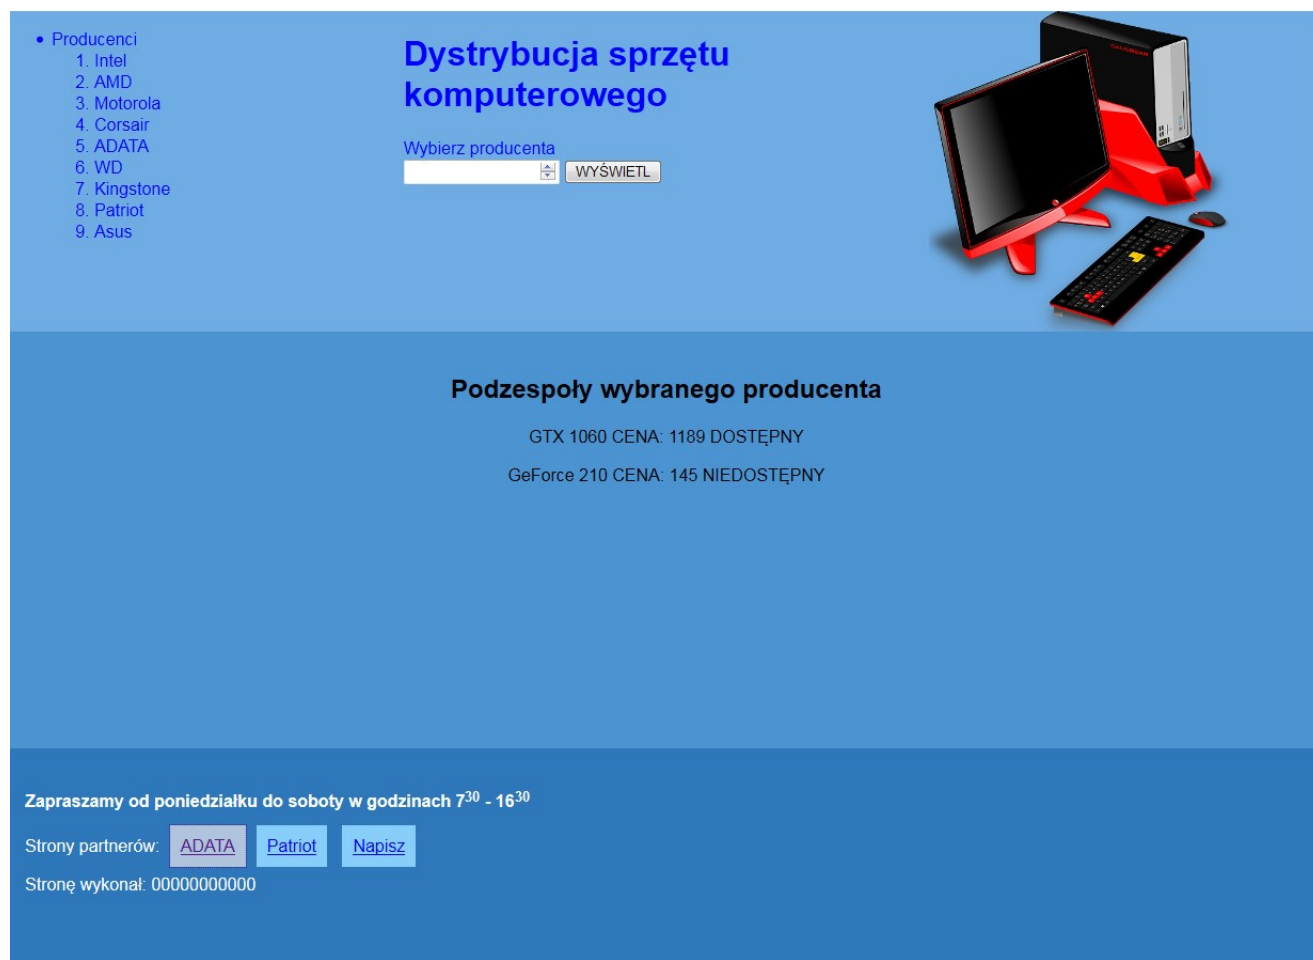 • Producenci
1. Intel
2. AMD
3. Motorola
4. Corsair
5. ADATA
6. WD
7. Kingstone
8. Patriot
9. Asus
Dystrybucja sprzętu
komputerowego
Wybierz producenta
WYŚWIETL
Podzespoły wybranego producenta
GTX 1060 CENA: 1189 DOSTĘPNY
GeForce 210 CENA: 145 NIEDOSTĘPNY
Zapraszamy od poniedziałku do soboty w godzinach 7³⁰ - 16³⁰
Strony partnerów: ADATA Patriot Napisz
Stronę wykonał: 00000000000